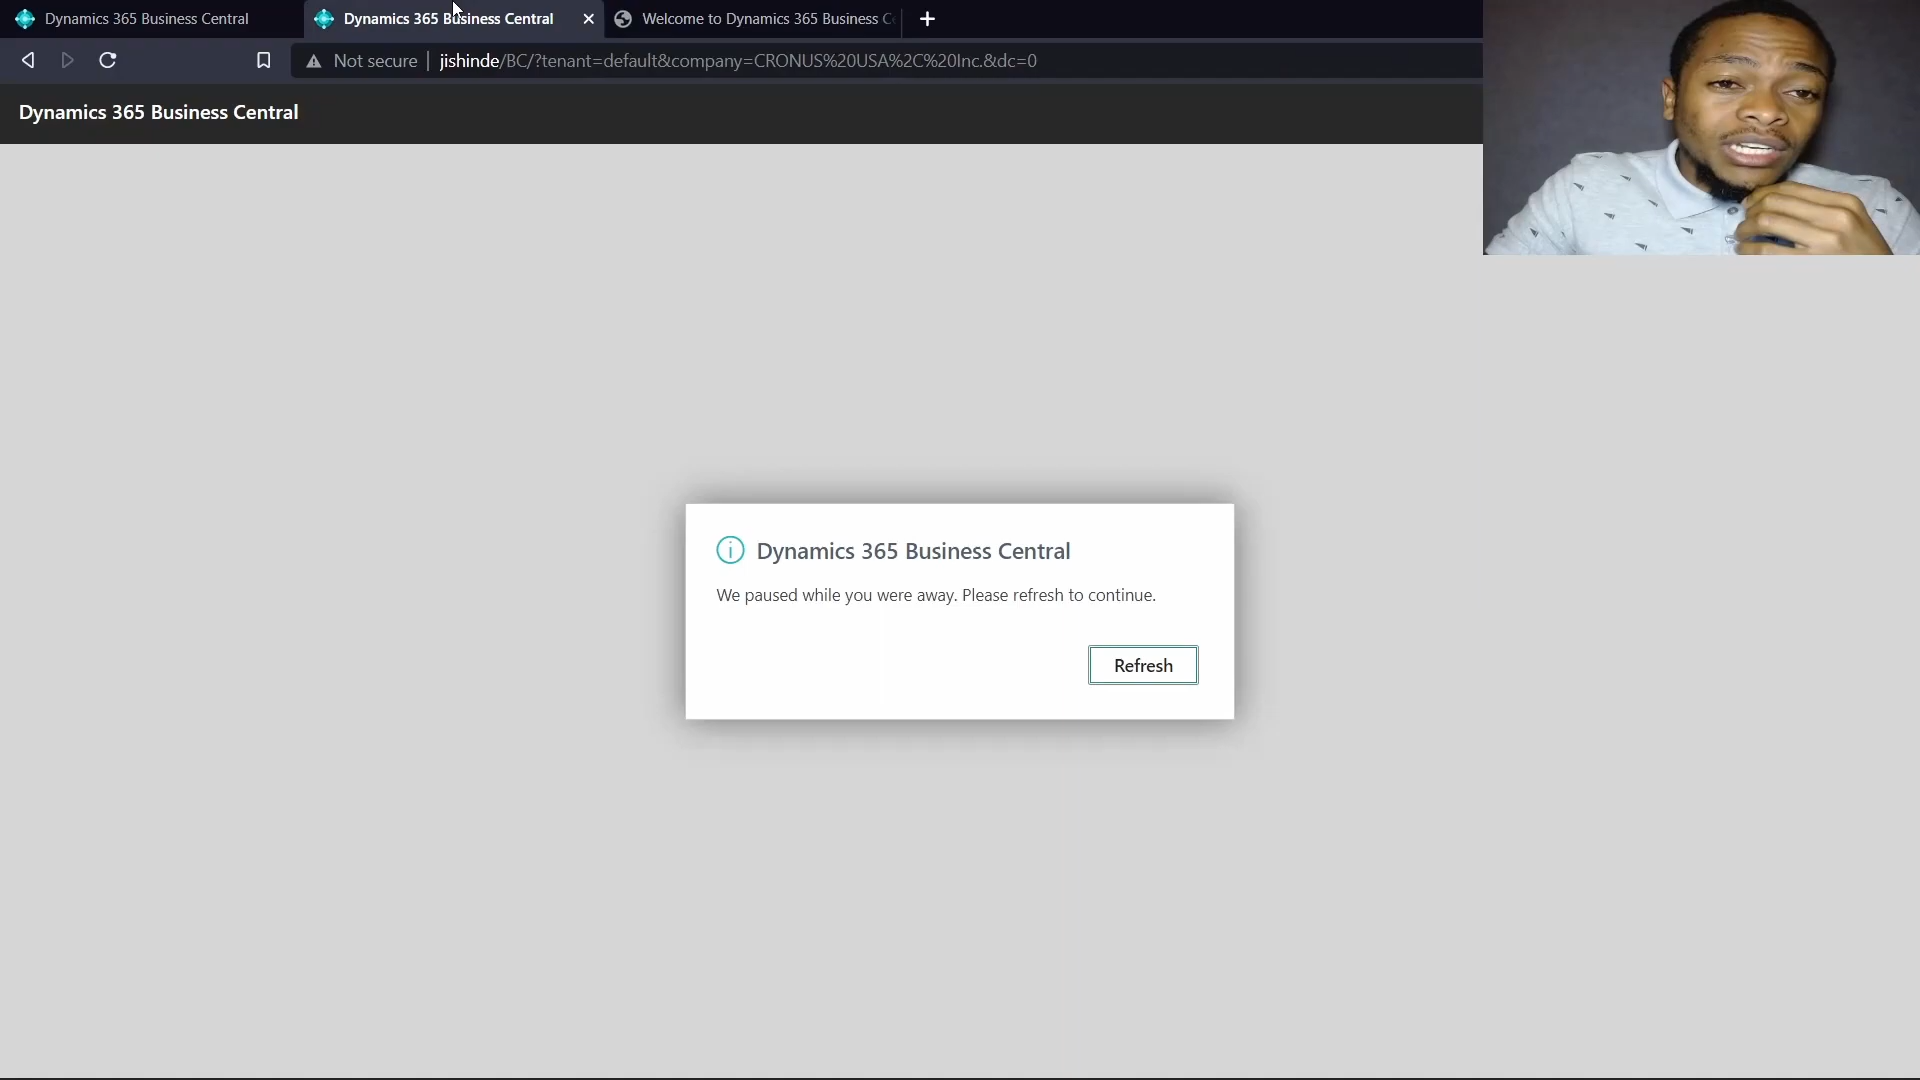 Dynamics 365 Business Central
Dynamics 365 Business Central
Welcome to Dynamics 365 Business C
Not secure | jishinde/BC/?tenant=default&company=CRONUS%20USA%2C%20Inc.&dc=0
Dynamics 365 Business Central
Dynamics 365 Business Central
We paused while you were away. Please refresh to continue.
Refresh